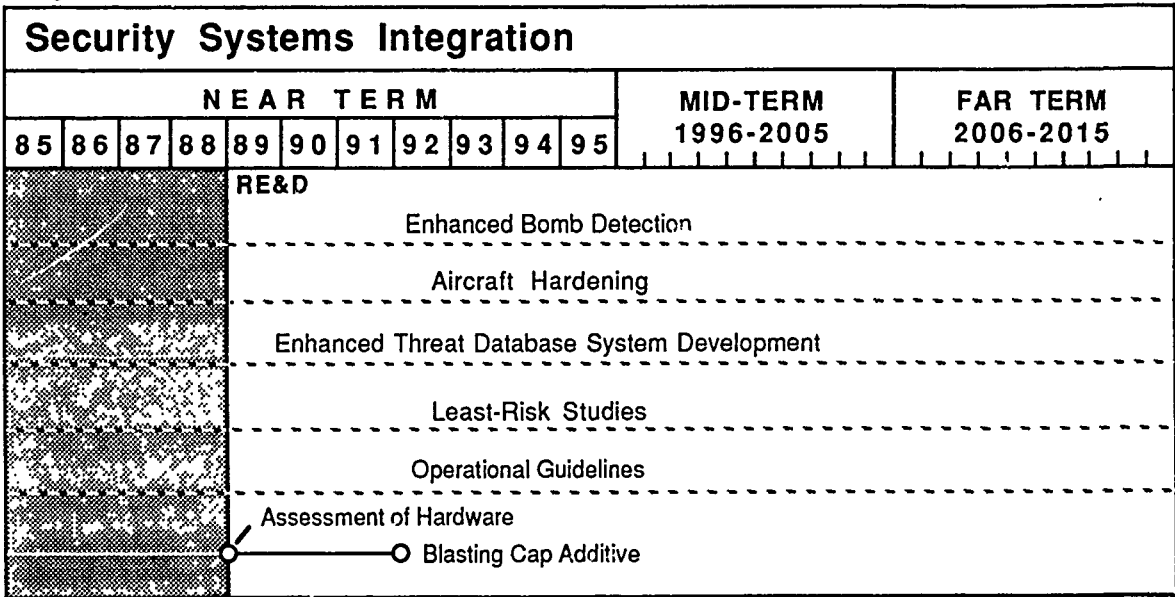 Security Systems Integration
NEAR TERM
MID-TERM
1996-2005
FAR TERM
2006-2015
85 86 87 88 89 90 91 92 93 94 95
RE&D
Enhanced Bomb Detection
Aircraft Hardening
Enhanced Threat Database System Development
Least-Risk Studies
Operational Guidelines
Assessment of Hardware
Blasting Cap Additive